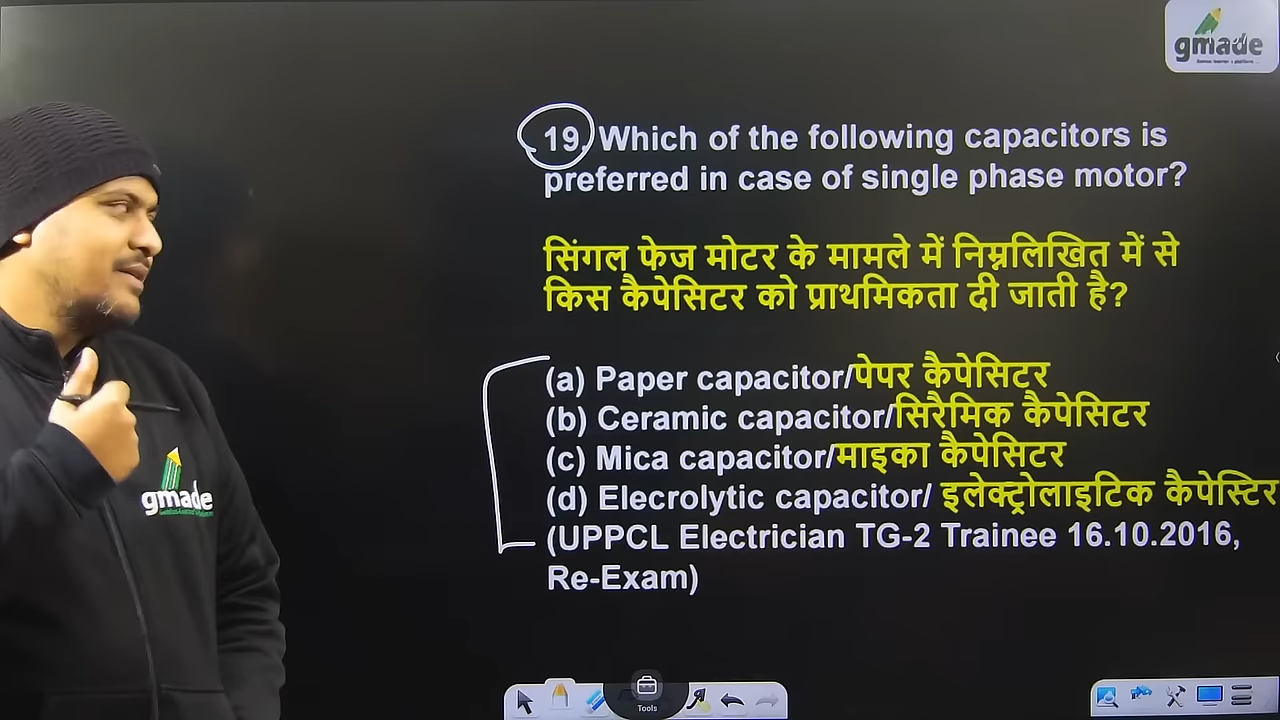 gmade
19. Which of the following capacitors is
preferred in case of single phase motor?
सिंगल फेज मोटर के मामले में निम्नलिखित में से
किस कैपेसिटर को प्राथमिकता दी जाती है?
(a) Paper capacitor/पेपर कैपेसिटर
(b) Ceramic capacitor/सिरैमिक कैपेसिटर
(c) Mica capacitor/माइका कैपेसिटर
(d) Elecrolytic capacitor/ इलेक्ट्रोलाइटिक कैपेस्टिर
(UPPCL Electrician TG-2 Trainee 16.10.2016,
Re-Exam)
gmade
Tools